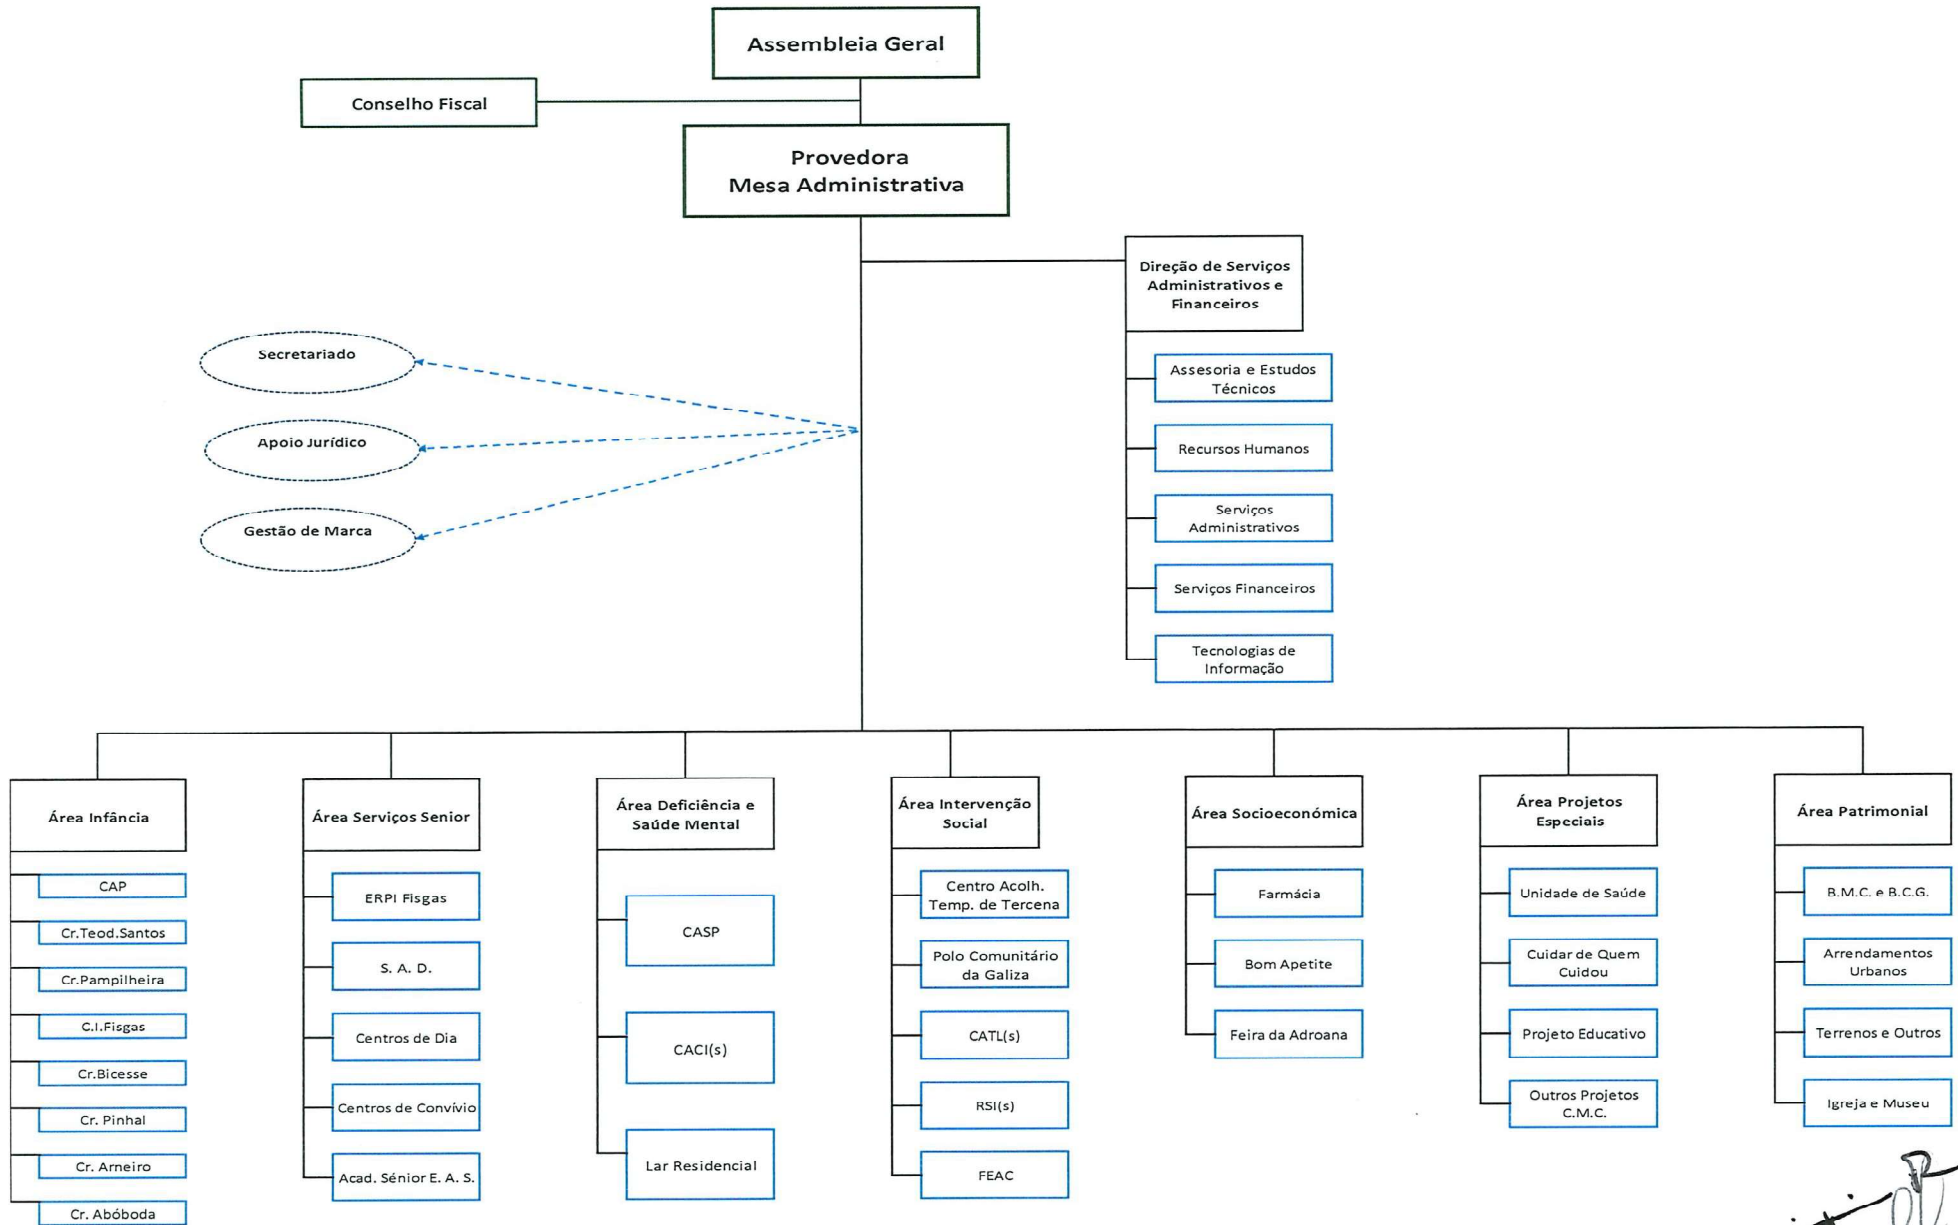 Assembleia Geral
Conselho Fiscal
Provedora
Mesa Administrativa
Direção de Serviços
Administrativos e
Financeiros
Assesoria e Estudos
Técnicos
Recursos Humanos
Serviços
Administrativos
Serviços Financeiros
Tecnologias de
Informação
Secretariado
Apoio Jurídico
Gestão de Marca
Área Infância
CAP
Cr.Teod.Santos
Cr.Pampilheira
C.I.Fisgas
Cr.Bicesse
Cr. Pinhal
Cr. Arneiro
Cr. Abóboda
Área Serviços Senior
ERPI Fisgas
S. A. D.
Centros de Dia
Centros de Convívio
Acad. Sénior E. A. S.
Área Deficiência e
Saúde Mental
CASP
CACI(s)
Lar Residencial
Área Intervenção
Social
Centro Acolh.
Temp. de Tercena
Polo Comunitário
da Galiza
CATL(s)
RSI(s)
FEAC
Área Socioeconómica
Farmácia
Bom Apetite
Feira da Adroana
Área Projetos
Especiais
Unidade de Saúde
Cuidar de Quem
Cuidou
Projeto Educativo
Outros Projetos
C.M.C.
Área Patrimonial
B.M.C. e B.C.G.
Arrendamentos
Urbanos
Terrenos e Outros
Igreja e Museu